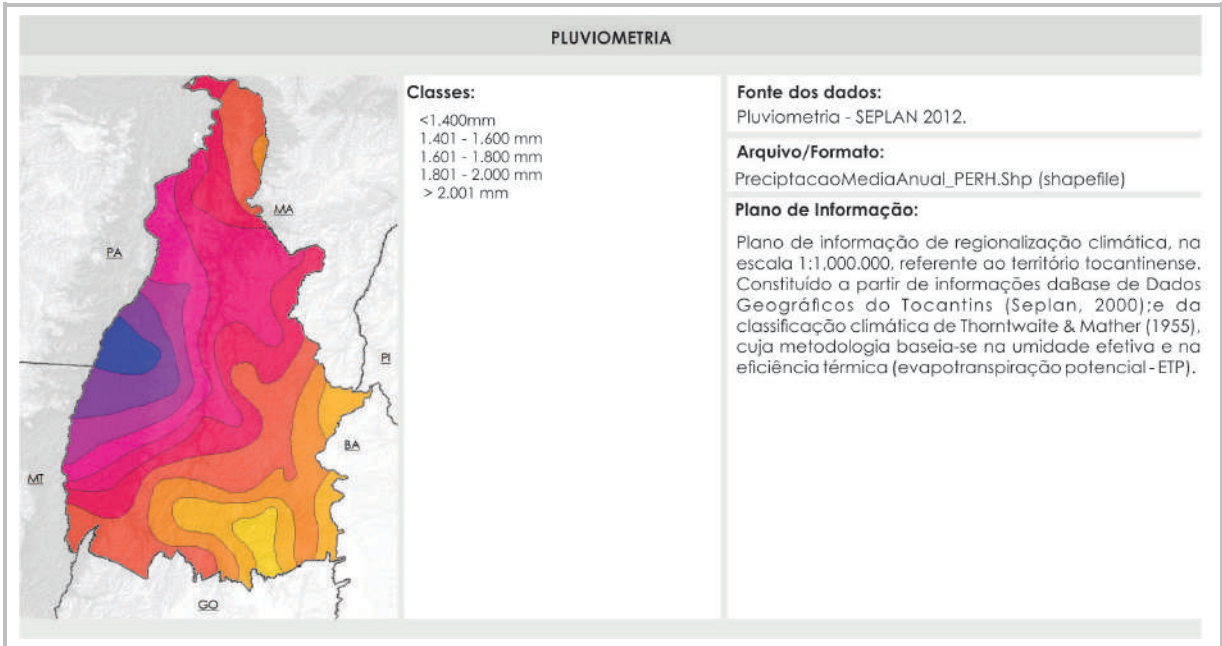 PLUVIOMETRIA
MA
PA
PI
BA
MT
GO
Classes:
<1.400mm
1.401 - 1.600 mm
1.601 - 1.800 mm
1.801 - 2.000 mm
> 2.001 mm
Fonte dos dados:
Pluviometria - SEPLAN 2012.
Arquivo/Formato:
PreciptacaoMediaAnual_PERH.Shp (shapefile)
Plano de Informação:
Plano de informação de regionalização climática, na
escala 1:1,000.000, referente ao território tocantinense.
Constituído a partir de informações daBase de Dados
Geográficos do Tocantins (Seplan, 2000);e da
classificação climática de Thorntwaite & Mather (1955),
cuja metodologia baseia-se na umidade efetiva e na
eficiência térmica (evapotranspiração potencial - ETP).